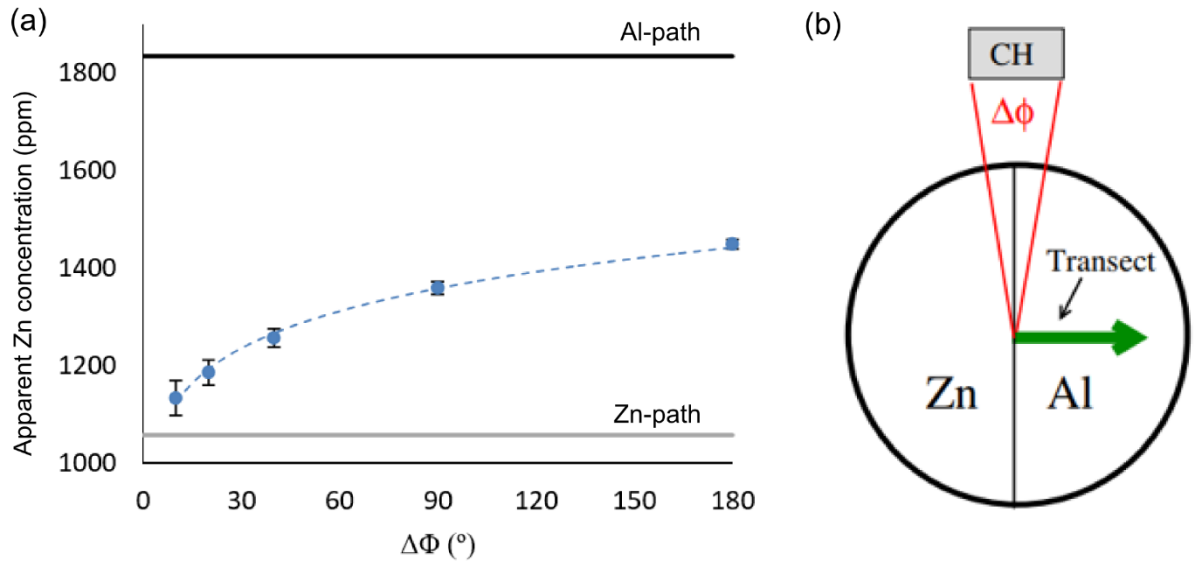 (a)
Al-path
Zn-path
Apparent Zn concentration (ppm)
1800
1600
1400
1200
1000
0 30 60 90 120 150 180
ΔΦ (º)
(b)
CH
Δϕ
Transect
Zn Al